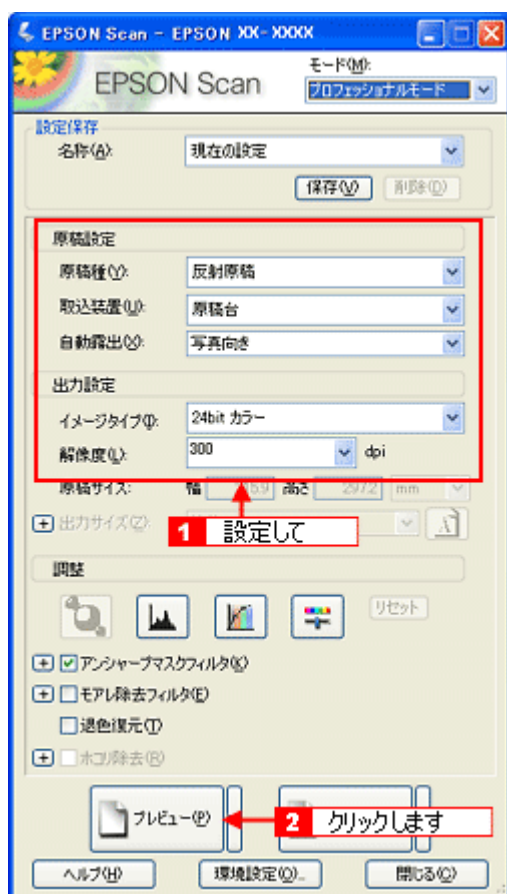 EPSON Scan - EPSON XX-XXXX
モード(M):
EPSON Scan
プロフェッショナルモード
設定保存
名称(A):
現在の設定
保存(V)
削除(D)
原稿設定
原稿種(Y):
反射原稿
取込装置(U):
原稿台
自動露出(X):
写真向き
出力設定
イメージタイプ(I):
24bit カラー
解像度(L):
300
dpi
原稿サイズ:
幅
高さ
2972
mm
出力サイズ(Z):
1 設定して
調整
リセット
アンシャープマスクフィルタ(K)
モアレ除去フィルタ(E)
退色復元(T)
ホコリ除去(R)
プレビュー(P)
2 クリックします
ヘルプ(H)
環境設定(O)...
閉じる(C)